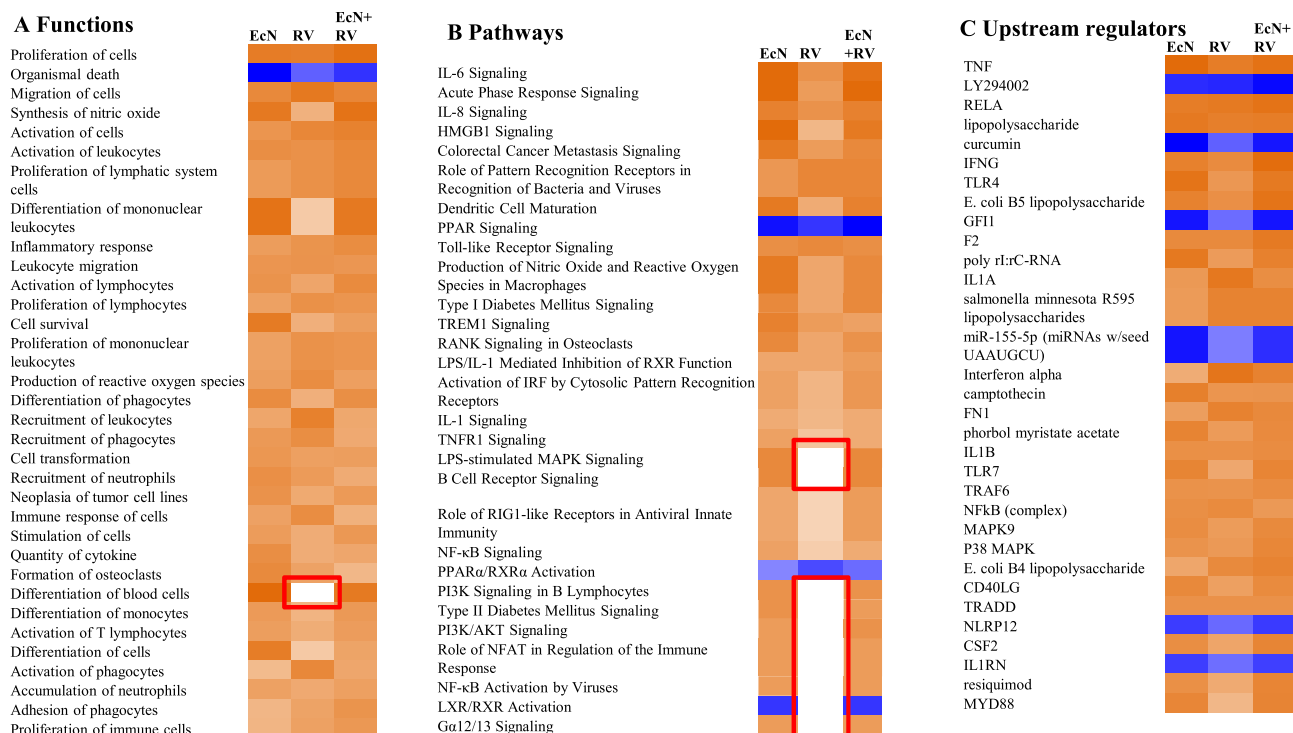 A Functions
EcN RV EcN+
RV
Proliferation of cells
Organismal death
Migration of cells
Synthesis of nitric oxide
Activation of cells
Activation of leukocytes
Proliferation of lymphatic system
cells
Differentiation of mononuclear
leukocytes
Inflammatory response
Leukocyte migration
Activation of lymphocytes
Proliferation of lymphocytes
Cell survival
Proliferation of mononuclear
leukocytes
Production of reactive oxygen species
Differentiation of phagocytes
Recruitment of leukocytes
Recruitment of phagocytes
Cell transformation
Recruitment of neutrophils
Neoplasia of tumor cell lines
Immune response of cells
Stimulation of cells
Quantity of cytokine
Formation of osteoclasts
Differentiation of blood cells
Differentiation of monocytes
Activation of T lymphocytes
Differentiation of cells
Activation of phagocytes
Accumulation of neutrophils
Adhesion of phagocytes
Proliferation of immune cells
B Pathways
EcN RV EcN
+RV
IL-6 Signaling
Acute Phase Response Signaling
IL-8 Signaling
HMGB1 Signaling
Colorectal Cancer Metastasis Signaling
Role of Pattern Recognition Receptors in
Recognition of Bacteria and Viruses
Dendritic Cell Maturation
PPAR Signaling
Toll-like Receptor Signaling
Production of Nitric Oxide and Reactive Oxygen
Species in Macrophages
Type I Diabetes Mellitus Signaling
TREM1 Signaling
RANK Signaling in Osteoclasts
LPS/IL-1 Mediated Inhibition of RXR Function
Activation of IRF by Cytosolic Pattern Recognition
Receptors
IL-1 Signaling
TNFR1 Signaling
LPS-stimulated MAPK Signaling
B Cell Receptor Signaling
Role of RIG1-like Receptors in Antiviral Innate
Immunity
NF-κB Signaling
PPARα/RXRα Activation
PI3K Signaling in B Lymphocytes
Type II Diabetes Mellitus Signaling
PI3K/AKT Signaling
Role of NFAT in Regulation of the Immune
Response
NF-κB Activation by Viruses
LXR/RXR Activation
Gα12/13 Signaling
C Upstream regulators
EcN RV EcN+
RV
TNF
LY294002
RELA
lipopolysaccharide
curcumin
IFNG
TLR4
E. coli B5 lipopolysaccharide
GFI1
F2
poly rI:rC-RNA
IL1A
salmonella minnesota R595
lipopolysaccharides
miR-155-5p (miRNAs w/seed
UAAUGCU)
Interferon alpha
camptothecin
FN1
phorbol myristate acetate
IL1B
TLR7
TRAF6
NFkB (complex)
MAPK9
P38 MAPK
E. coli B4 lipopolysaccharide
CD40LG
TRADD
NLRP12
CSF2
IL1RN
resiquimod
MYD88